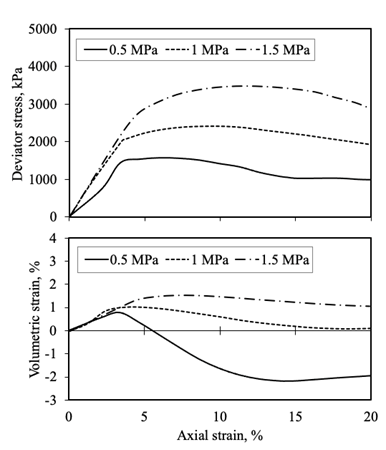 5000
4000
3000
2000
1000
0
Deviator stress, kPa
0.5 MPa 1 MPa 1.5 MPa
4
3
2
1
0
-1
-2
-3
Volumetric strain, %
0.5 MPa 1 MPa 1.5 MPa
0 5 10 15 20
Axial strain, %